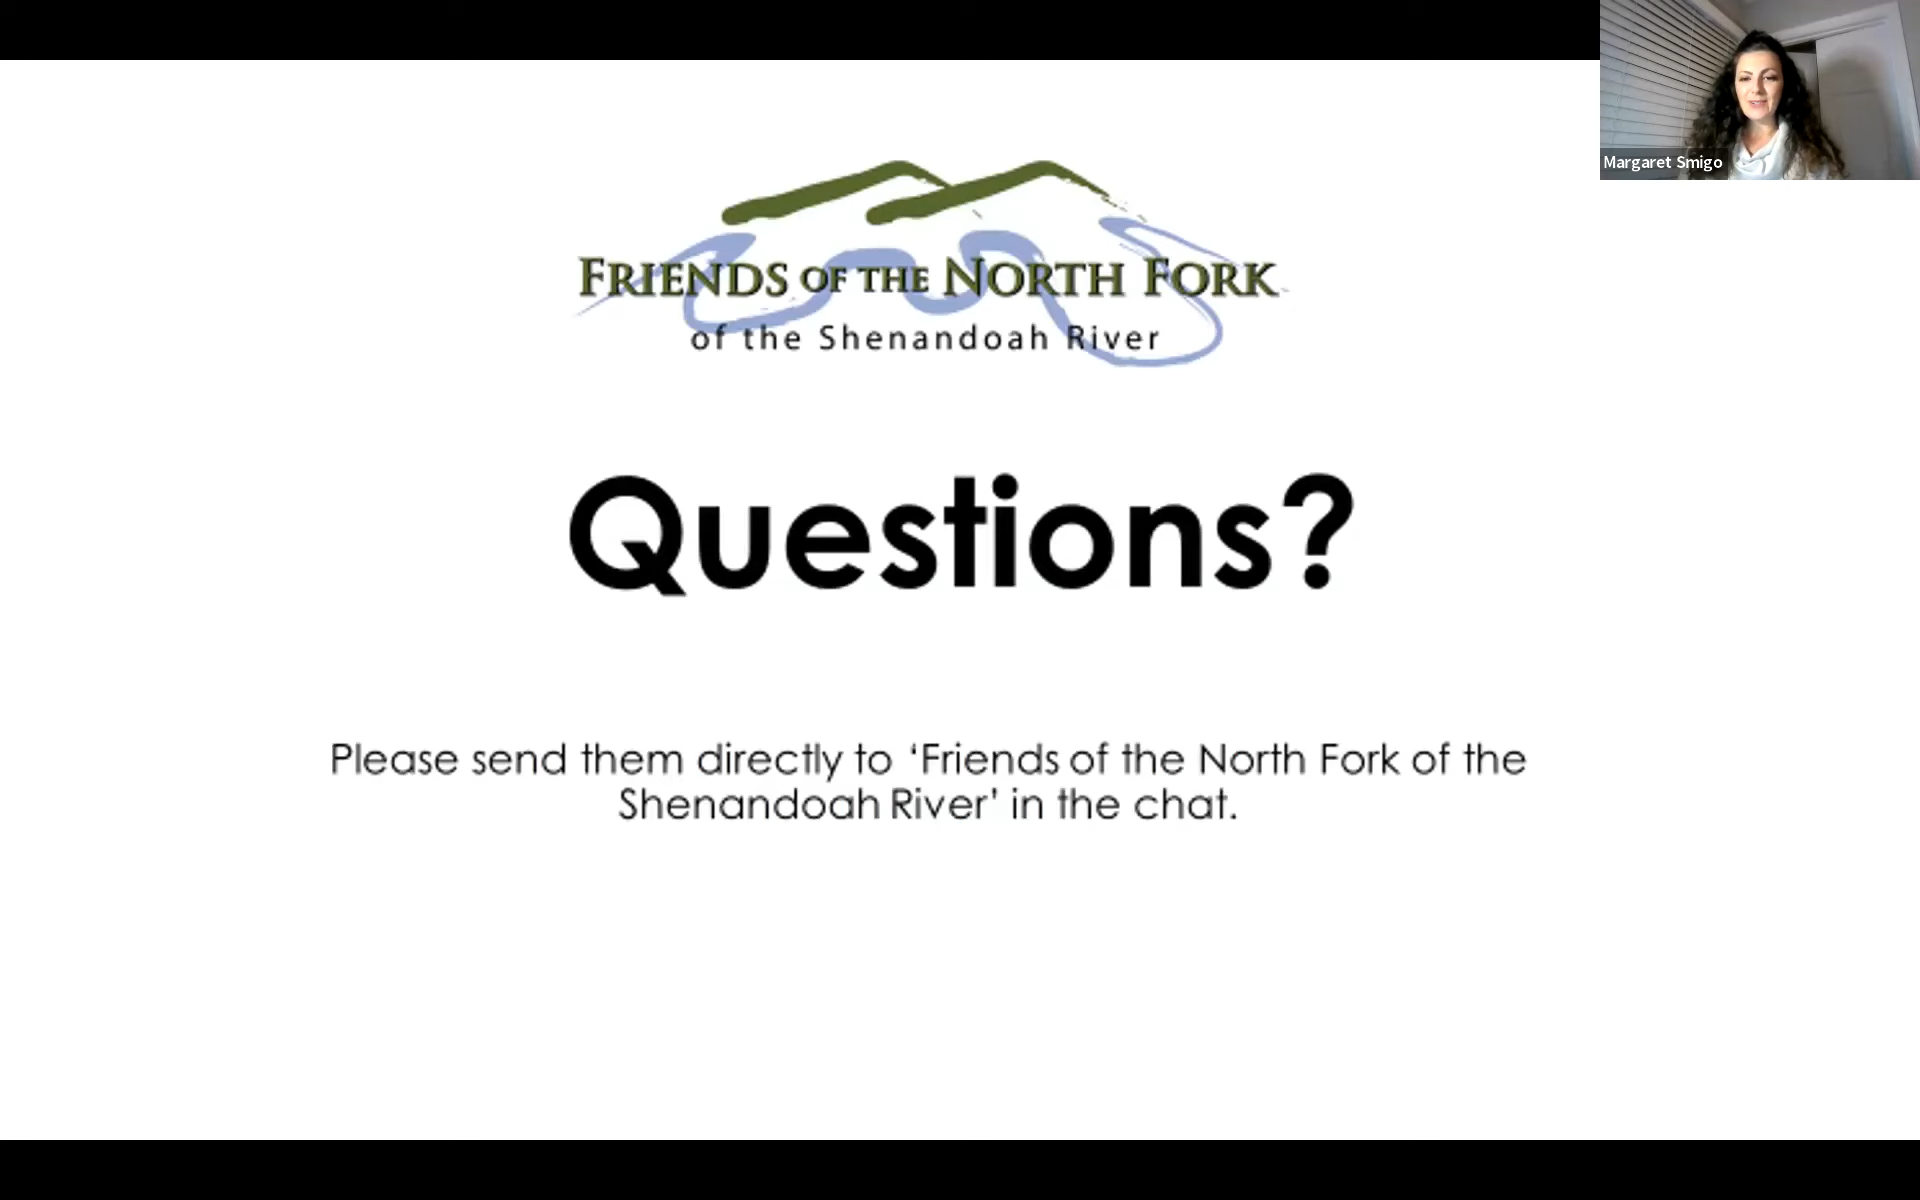 Margaret Smigo
FRIENDS OF THE NORTH FORK
of the Shenandoah River
Questions?
Please send them directly to ‘Friends of the North Fork of the
Shenandoah River’ in the chat.